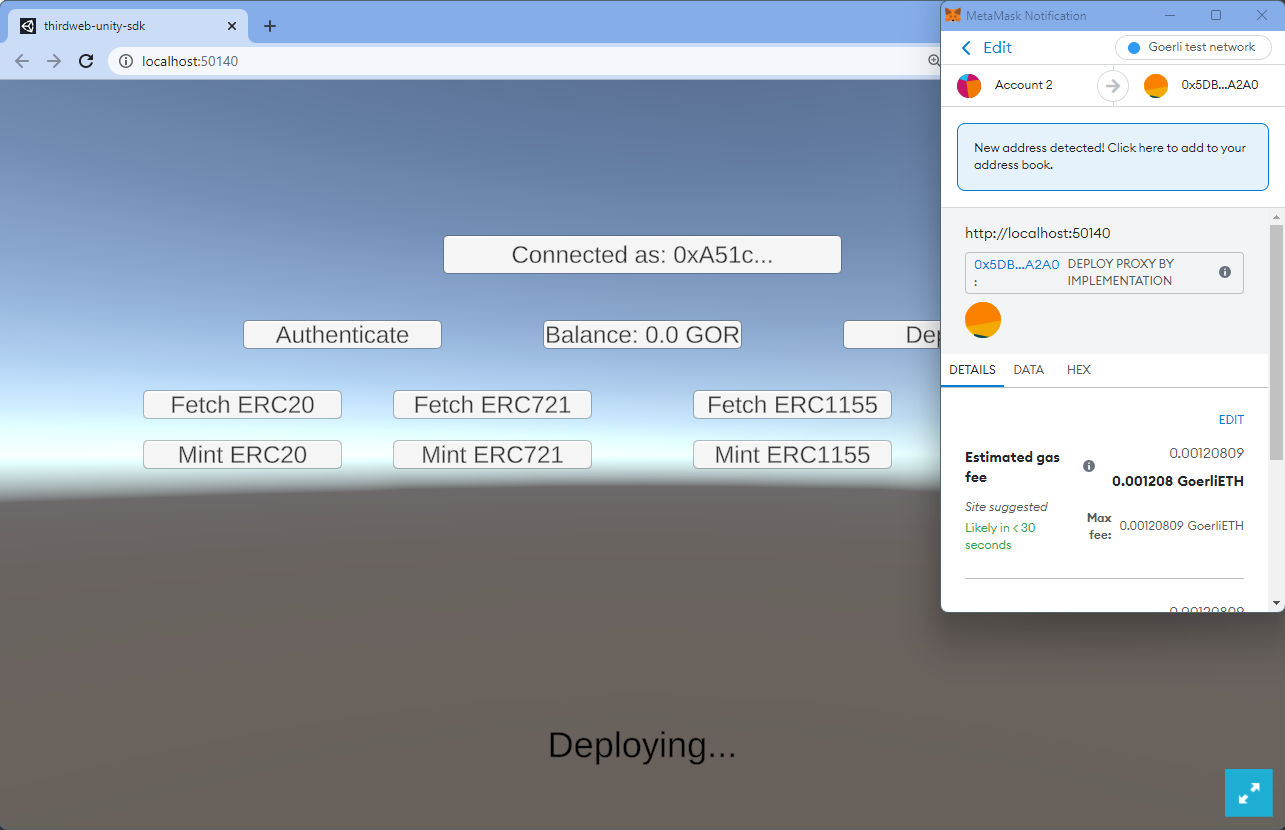 thirdweb-unity-sdk
localhost:50140
Connected as: 0xA51c...
Authenticate
Balance: 0.0 GOR
Fetch ERC20
Fetch ERC721
Fetch ERC1155
Mint ERC20
Mint ERC721
Mint ERC1155
Deploying...
MetaMask Notification
Edit
Goerli test network
Account 2
0x5DB...A2A0
New address detected! Click here to add to your
address book.
http://localhost:50140
0x5DB...A2A0
:
DEPLOY PROXY BY
IMPLEMENTATION
DETAILS
DATA
HEX
EDIT
Estimated gas
fee
0.00120809
0.001208 GoerliETH
Site suggested
Likely in < 30
seconds
Max
fee:
0.00120809 GoerliETH
0.00120809